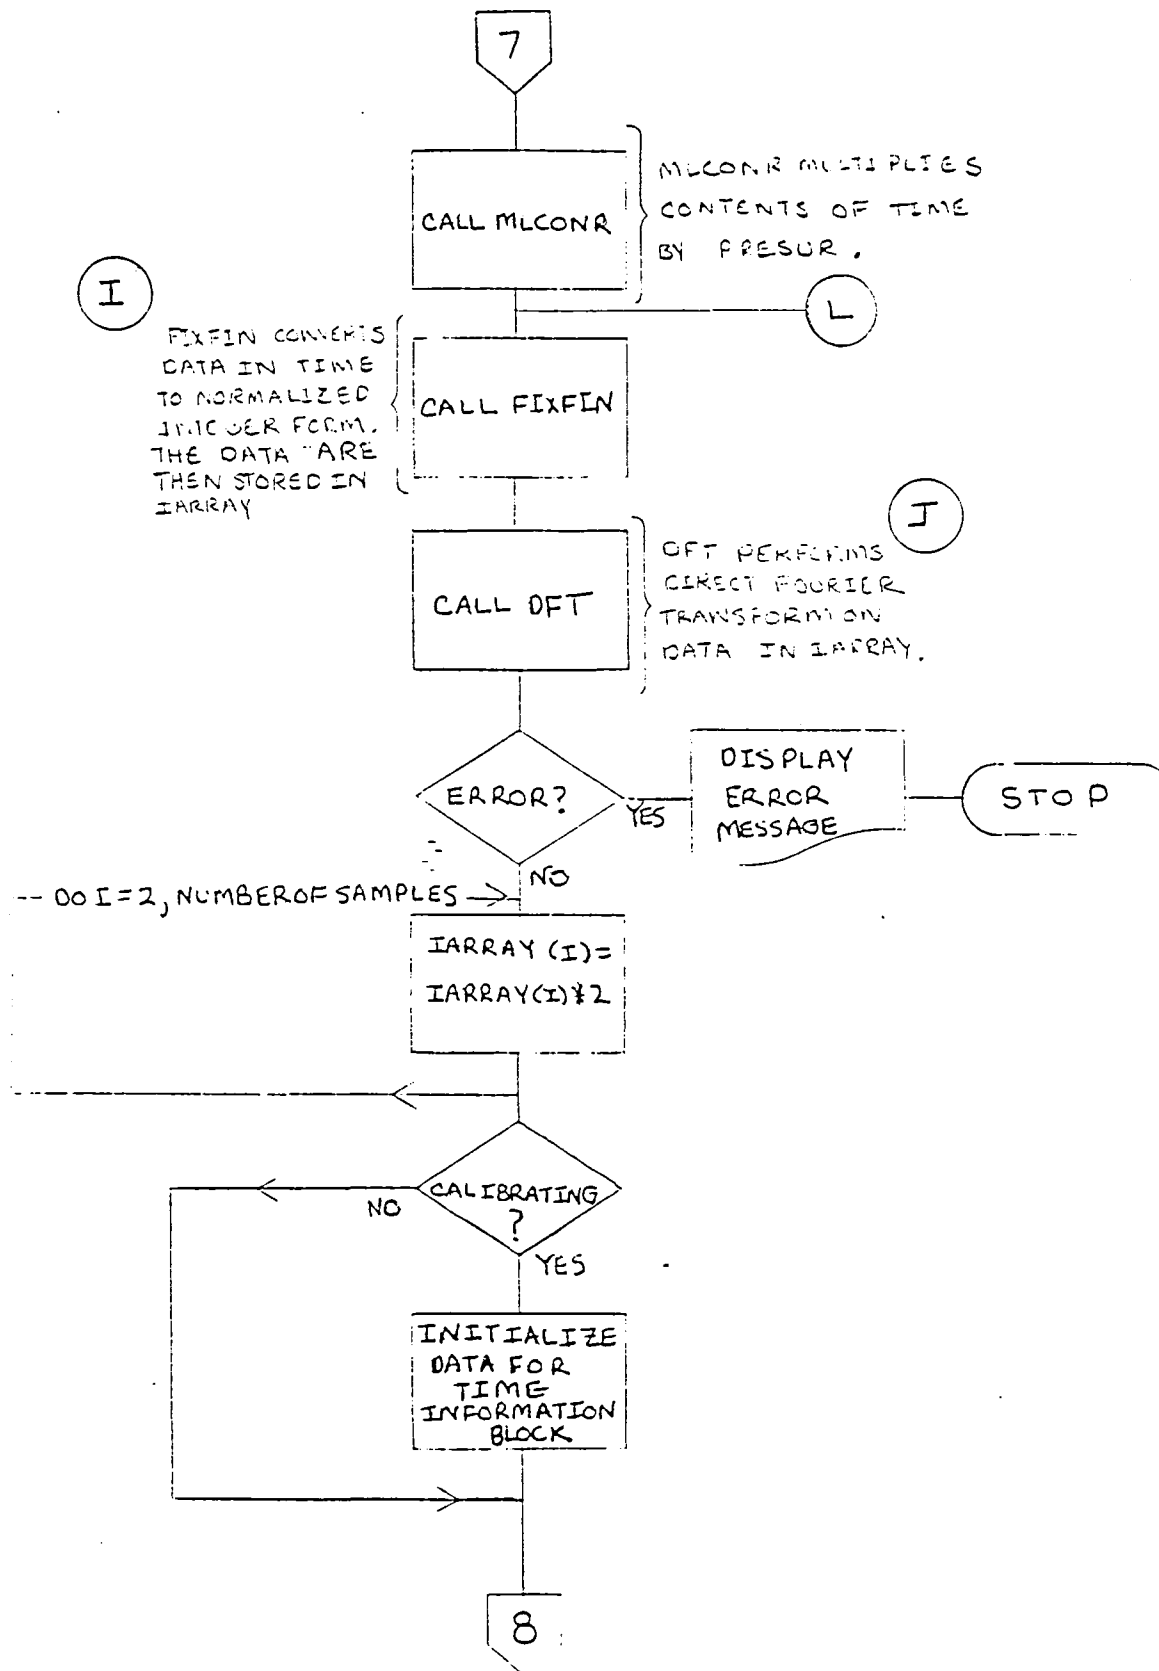 7
CALL MLCONR
MLCONR MULTIPLIES
CONTENTS OF TIME
BY PRESUR.
I
L
FIXFIN CONVERTS
DATA IN TIME
TO NORMALIZED
INTEGER FORM.
THE DATA ARE
THEN STORED IN
IARRAY
CALL FIXFIN
J
CALL DFT
DFT PERFORMS
DIRECT FOURIER
TRANSFORM ON
DATA IN IARRAY.
ERROR?
YES
DISPLAY
ERROR
MESSAGE
STOP
NO
DO I=2, NUMBER OF SAMPLES
IARRAY (I)=
IARRAY(I)*2
CALIBRATING
?
NO
YES
INITIALIZE
DATA FOR
TIME
INFORMATION
BLOCK
8